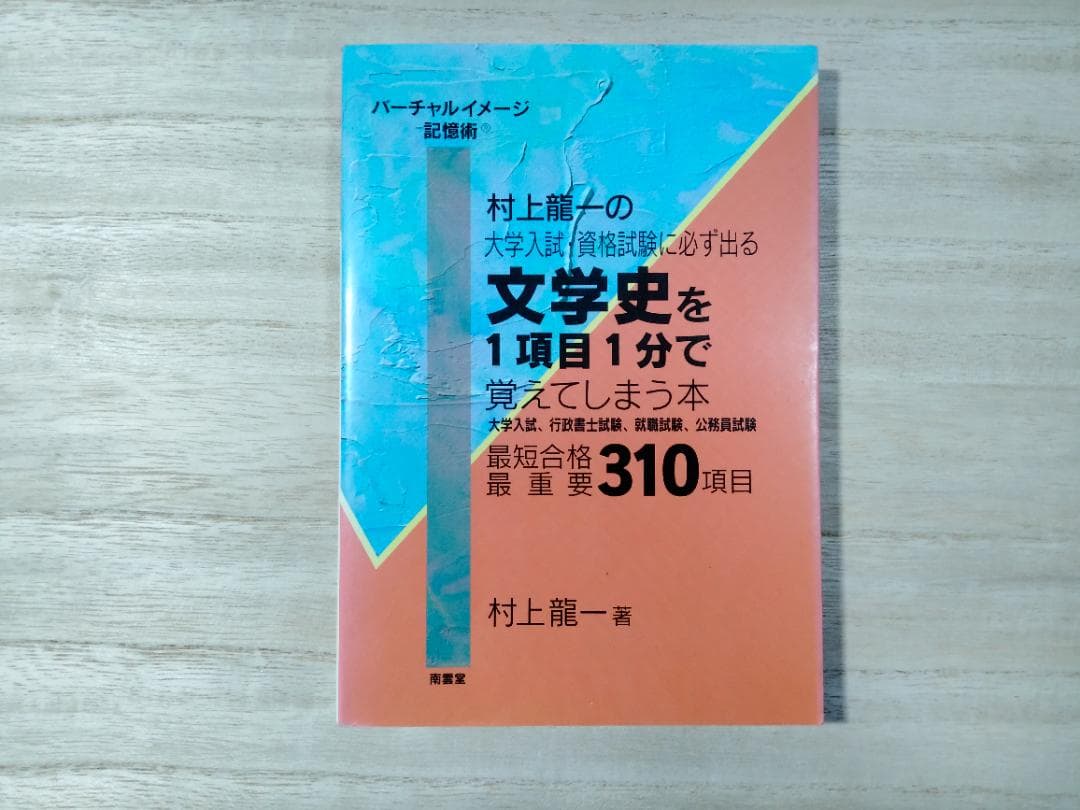 バーチャルイメージ
記憶術®
村上龍一の
大学入試・資格試験に必ず出る
文学史を
1項目1分で
覚えてしまう本
大学入試、行政書士試験、就職試験、公務員試験
最短合格
最重要310項目
村上龍一 著
南雲堂